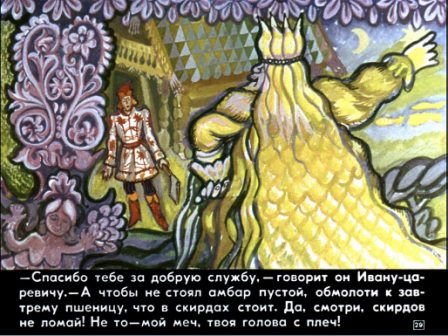 —Спасибо тебе за добрую службу,—говорит он Ивану-ца-
ревичу.—А чтобы не стоял амбар пустой, обмолоти к зав-
трему пшеницу, что в скирдах стоит. Да, смотри, скирдов
не ломай! Не то—мой меч, твоя голова с плеч!
29